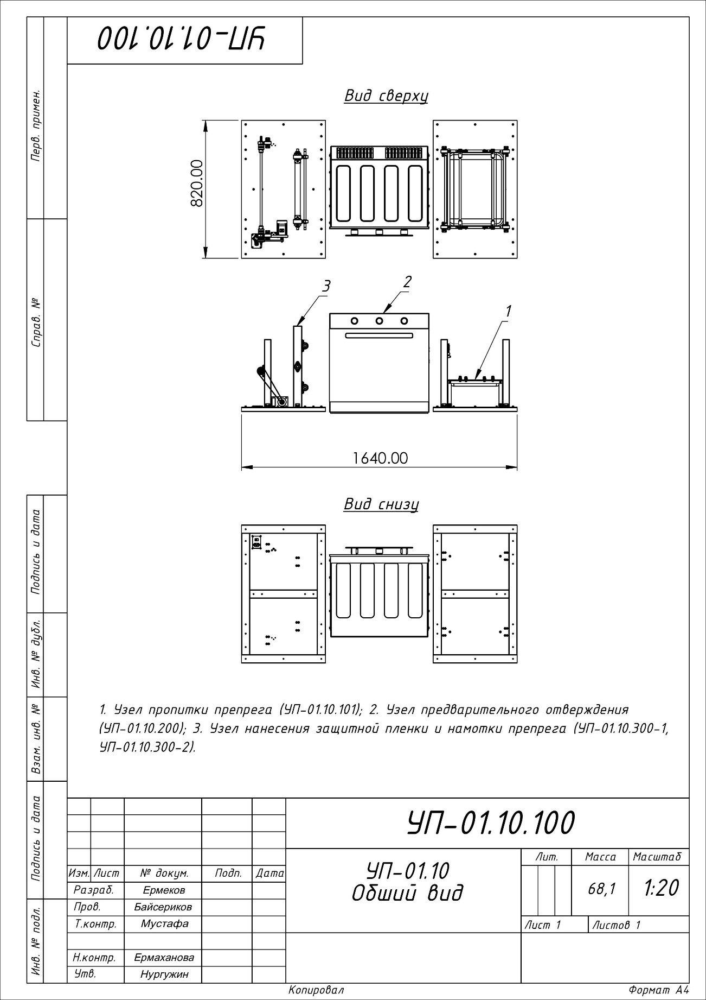 УП-01.10.100
Перв. примен.
Справ. №
Подпись и дата
Инв. № дубл.
Взам. инв. №
Подпись и дата
Инв. № подл.
Вид сверху
820.00
3
2
1
1640.00
Вид снизу
1. Узел пропитки препрега (УП-01.10.101); 2. Узел предварительного отверждения
(УП-01.10.200); 3. Узел нанесения защитной пленки и намотки препрега (УП-01.10.300-1,
УП-01.10.300-2).
УП-01.10.100
Лит. Масса Масштаб
УП-01.10
Обший вид
68,1 1:20
Изм. Лист № докум. Подп. Дата
Разраб. Ермеков
Пров. Байсериков
Т.контр. Мустафа
Лист 1 Листов 1
Н.контр. Ермаханова
Утв. Нургужин
Копировал Формат А4